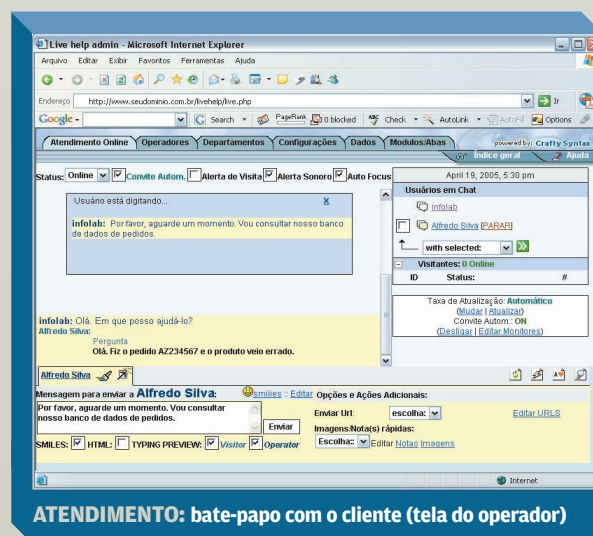 Live help admin - Microsoft Internet Explorer
Arquivo Editar Exibir Favoritos Ferramentas Ajuda
Endereço http://www.seudominio.com.br/livehelp/live.php Ir
Google Search PageRank 0 blocked ABC Check AutoLink AutoFill Options
Atendimento Online Operadores Departamentos Configurações Dados Modulos/Abas powered by: Crafty Syntax
Go! Indice geral Ajuda
Status: Online Convite Autom. Alerta de Visita Alerta Sonoro Auto Focus
April 19, 2005, 5:30 pm
Usuário está digitando... X
infolab: Por favor, aguarde um momento. Vou consultar nosso banco
de dados de pedidos.
Usuários em Chat
infolab
Alfredo Silva [PARAR]
with selected:
Visitantes: 0 Online
ID Status: #
Taxa de Atualização: Automático
(Mudar | Atualizar)
Convite Autom.: ON
(Desligar | Editar Monitores)
infolab: Olá. Em que posso ajudá-lo?
Alfredo Silva:
Pergunta
Olá. Fiz o pedido AZ234567 e o produto veio errado.
Alfredo Silva
Mensagem para enviar a Alfredo Silva: smilies :: Editar Opções e Ações Adicionais:
Por favor, aguarde um momento. Vou consultar
nosso banco de dados de pedidos.
Enviar
Enviar Url: escolha: Editar URLS
Imagens/Nota(s) rápidas:
Escolha: Editar Notas Imagens
SMILES: HTML: TYPING PREVIEW: Visitor Operator
Internet
ATENDIMENTO: bate-papo com o cliente (tela do operador)